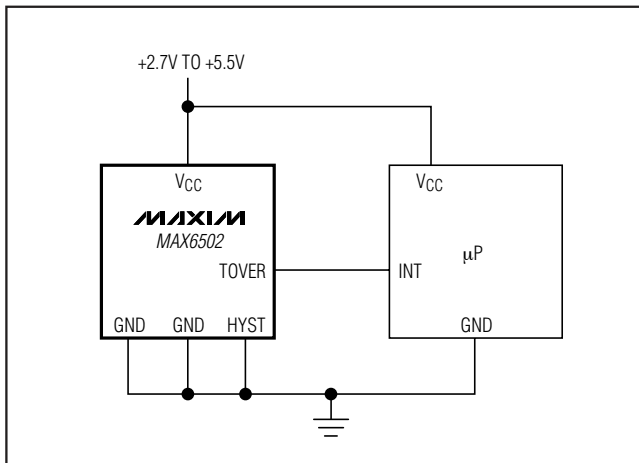 +2.7V TO +5.5V
VCC
VCC
MAXIM
MAX6502
TOVER
INT
μP
GND
GND
HYST
GND